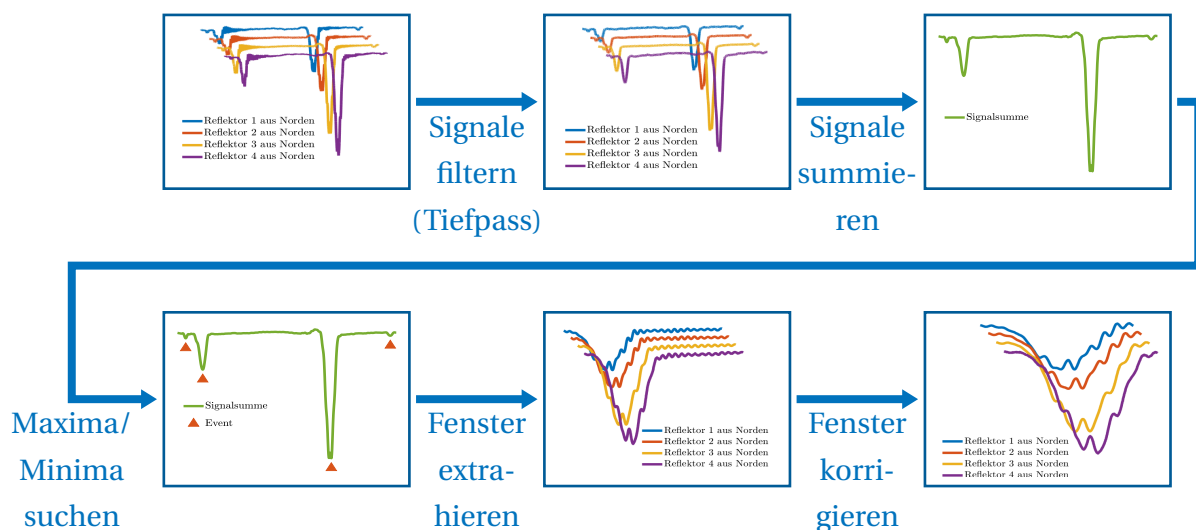 Reflektor 1 aus Norden
Reflektor 2 aus Norden
Reflektor 3 aus Norden
Reflektor 4 aus Norden
Signale
filtern
(Tiefpass)
Reflektor 1 aus Norden
Reflektor 2 aus Norden
Reflektor 3 aus Norden
Reflektor 4 aus Norden
Signale
summie-
ren
Signalsumme
Maxima/
Minima
suchen
Signalsumme
Event
Fenster
extra-
hieren
Reflektor 1 aus Norden
Reflektor 2 aus Norden
Reflektor 3 aus Norden
Reflektor 4 aus Norden
Fenster
korri-
gieren
Reflektor 1 aus Norden
Reflektor 2 aus Norden
Reflektor 3 aus Norden
Reflektor 4 aus Norden